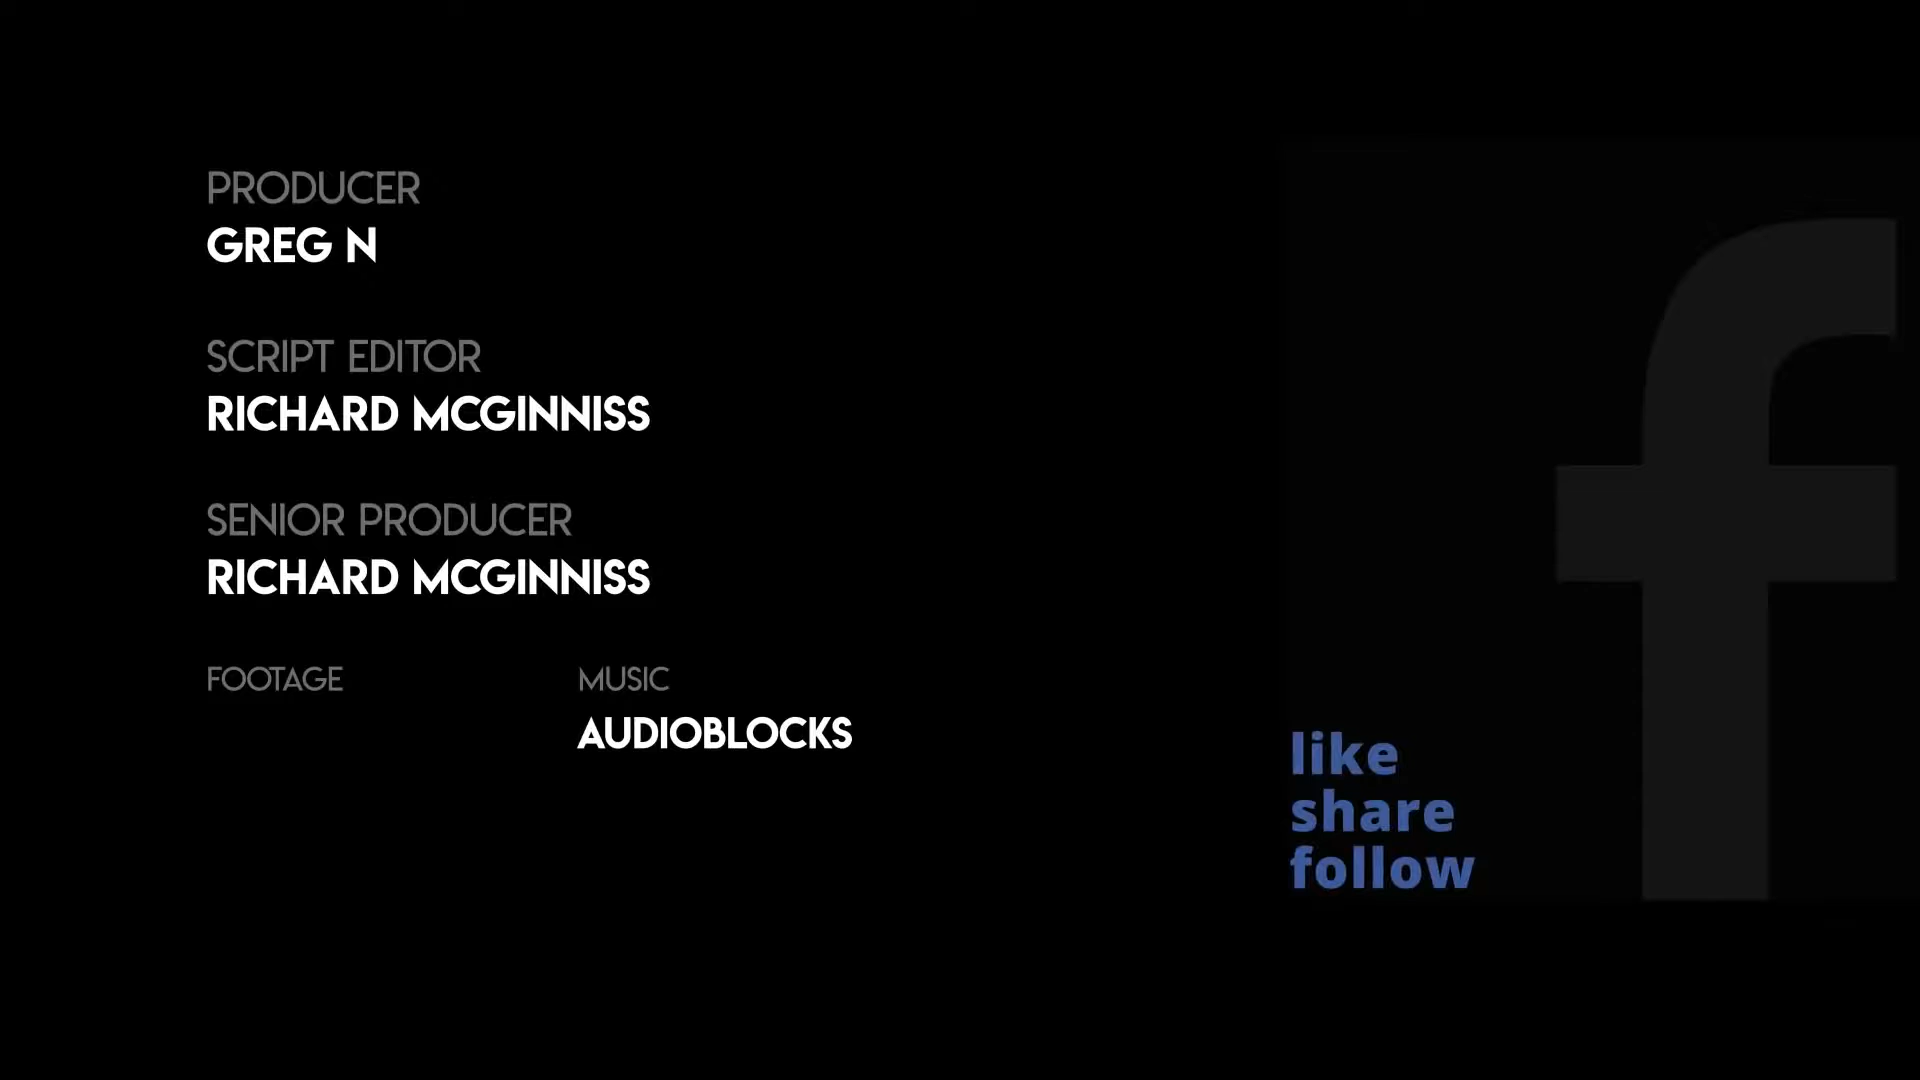 PRODUCER
GREG N
SCRIPT EDITOR
RICHARD MCGINNISS
SENIOR PRODUCER
RICHARD MCGINNISS
FOOTAGE
MUSIC
AUDIOBLOCKS
like
share
follow
f